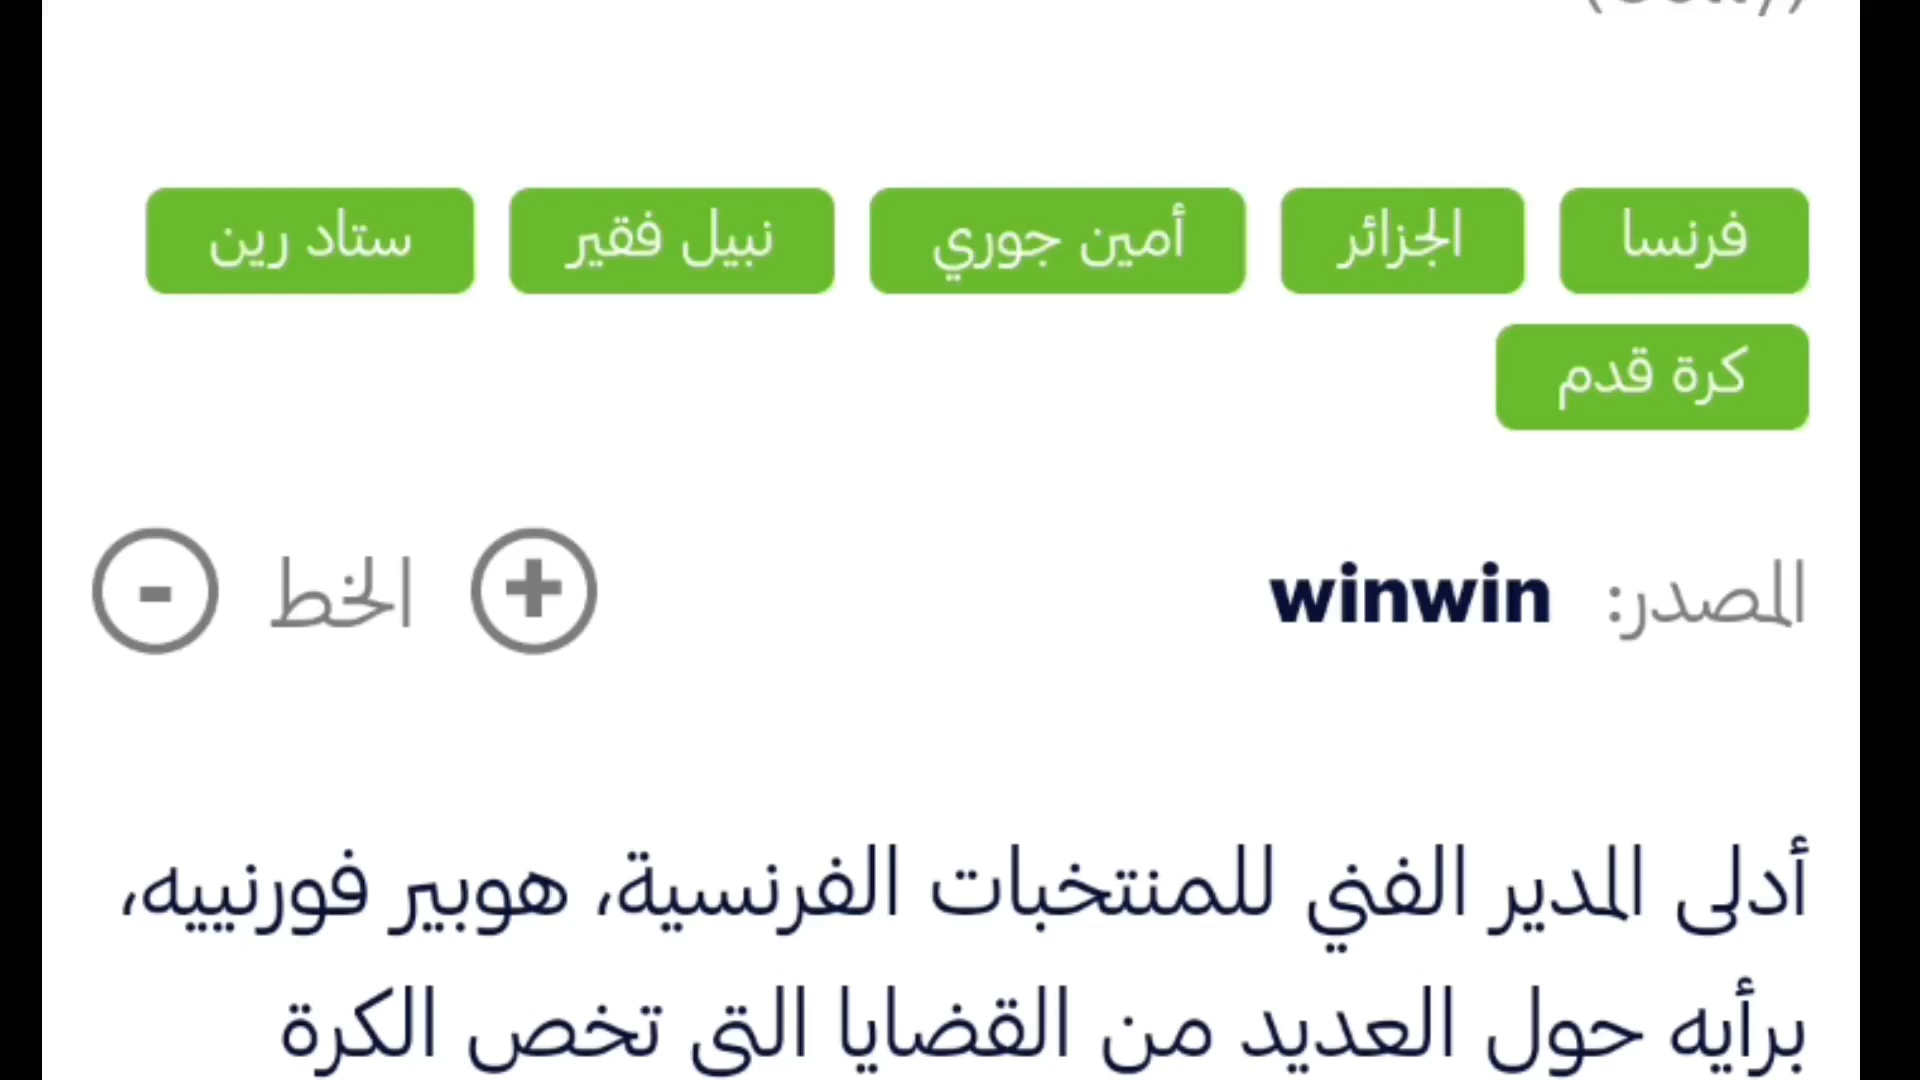 فرنسا الجزائر أمين جوري نبيل فقير ستاد رين
كرة قدم
المصدر: winwin + الخط -
أدلى المدير الفني للمنتخبات الفرنسية، هوبير فورنييه،
برأيه حول العديد من القضايا التي تخص الكرة